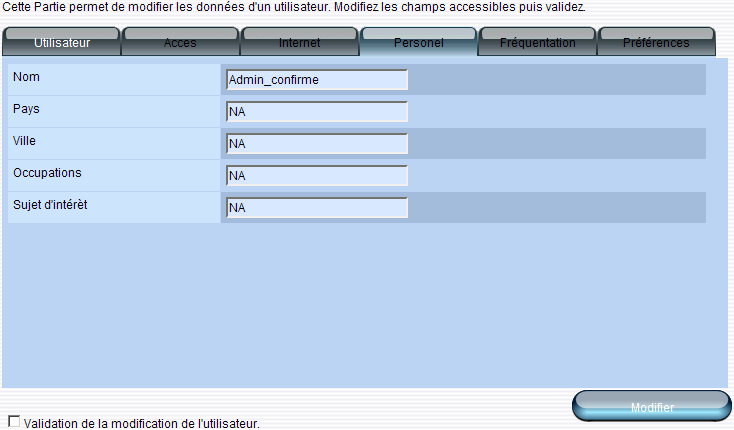 Cette Partie permet de modifier les données d'un utilisateur. Modifiez les champs accessibles puis validez.
Utilisateur Acces Internet Personel Fréquentation Préférences
Nom Admin_confirme
Pays NA
Ville NA
Occupations NA
Sujet d'intérèt NA
Modifier
Validation de la modification de l'utilisateur.